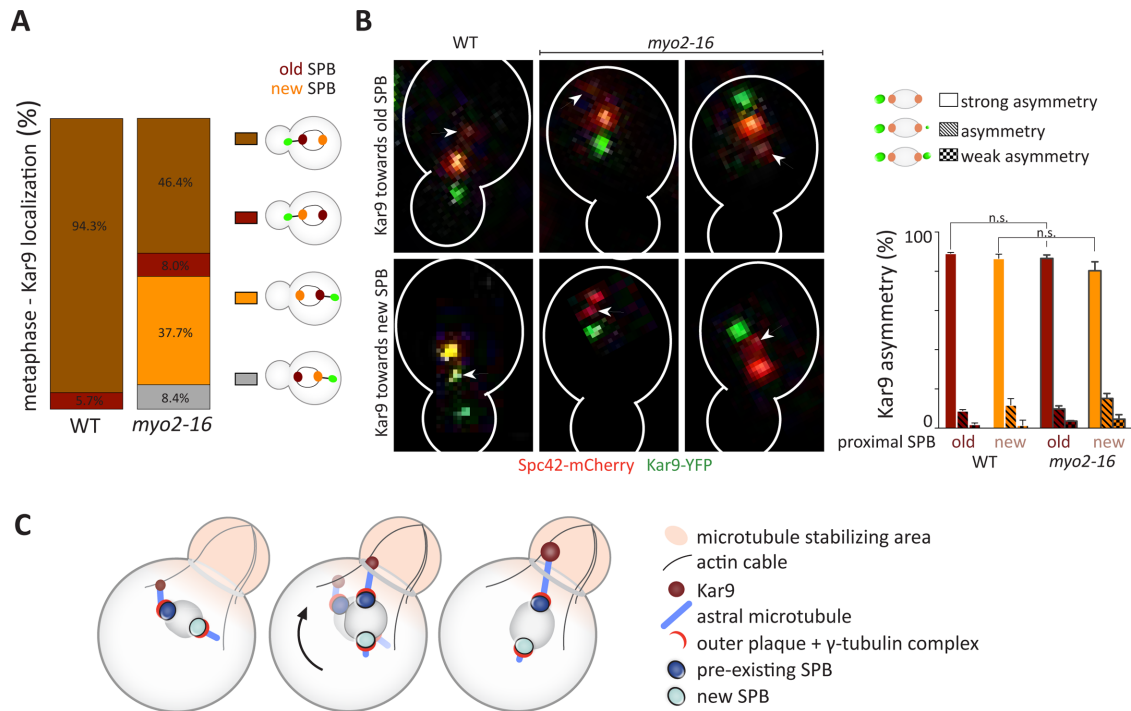 A
old SPB
new SPB
metaphase - Kar9 localization (%)
94.3%
5.7%
46.4%
8.0%
37.7%
8.4%
WT
myo2-16
B
WT
myo2-16
Kar9 towards old SPB
Kar9 toward new SPB
Spc42-mCherry Kar9-YFP
strong asymmetry
asymmetry
weak asymmetry
n.s.
n.s.
100
0
Kar9 asymmetry (%)
proximal SPB old new old new
WT myo2-16
C
microtubule stabilizing area
actin cable
Kar9
astral microtubule
outer plaque + γ-tubulin complex
pre-existing SPB
new SPB